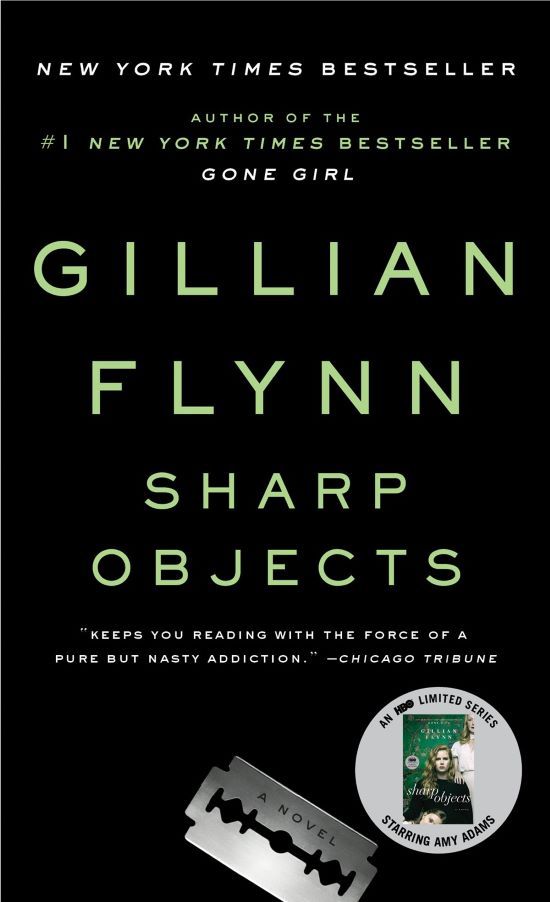 NEW YORK TIMES BESTSELLER
AUTHOR OF THE
#1 NEW YORK TIMES BESTSELLER
GONE GIRL
GILLIAN
FLYNN
SHARP
OBJECTS
"KEEPS YOU READING WITH THE FORCE OF A
PURE BUT NASTY ADDICTION." —CHICAGO TRIBUNE
A NOVEL
AN HBO LIMITED SERIES
GILLIAN
FLYNN
sharp
objects
STARRING AMY ADAMS